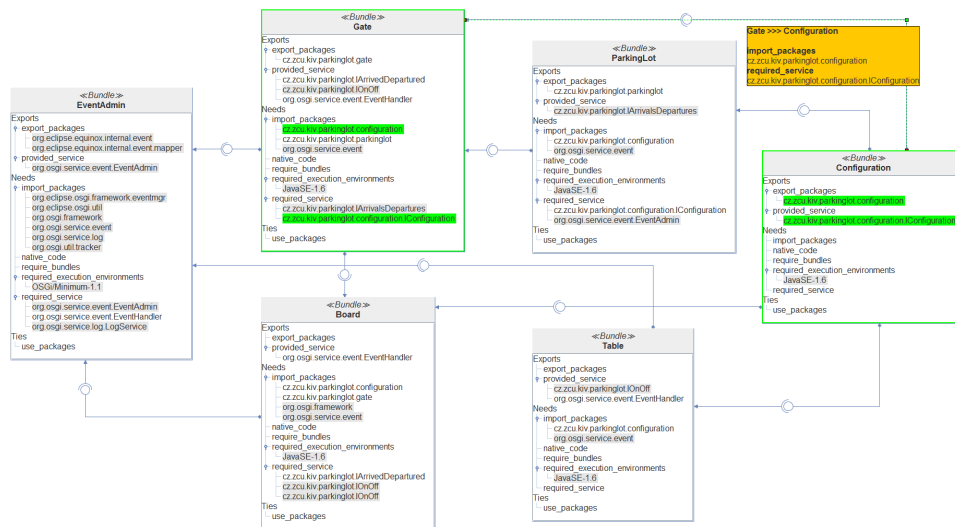 ≪Bundle≫
EventAdmin
Exports
export_packages
org.eclipse.equinox.internal.event
org.eclipse.equinox.internal.event.mapper
provided_service
org.osgi.service.event.EventAdmin
Needs
import_packages
org.eclipse.osgi.framework.eventmgr
org.eclipse.osgi.util
org.osgi.framework
org.osgi.service.event
org.osgi.service.log
org.osgi.util.tracker
native_code
require_bundles
required_execution_environments
OSGi/Minimum-1.1
required_service
org.osgi.service.event.EventAdmin
org.osgi.service.event.EventHandler
org.osgi.service.log.LogService
Ties
use_packages
≪Bundle≫
Gate
Exports
export_packages
cz.zcu.kiv.parkinglot.gate
provided_service
cz.zcu.kiv.parkinglot.IArrivedDepartured
cz.zcu.kiv.parkinglot.IOnOff
org.osgi.service.event.EventHandler
Needs
import_packages
cz.zcu.kiv.parkinglot.configuration
cz.zcu.kiv.parkinglot.parkinglot
org.osgi.service.event
native_code
require_bundles
required_execution_environments
JavaSE-1.6
required_service
cz.zcu.kiv.parkinglot.IArrivalsDepartures
cz.zcu.kiv.parkinglot.configuration.IConfiguration
Ties
use_packages
≪Bundle≫
ParkingLot
Exports
export_packages
cz.zcu.kiv.parkinglot.parkinglot
provided_service
cz.zcu.kiv.parkinglot.IArrivalsDepartures
Needs
import_packages
cz.zcu.kiv.parkinglot.configuration
org.osgi.service.event
native_code
require_bundles
required_execution_environments
JavaSE-1.6
required_service
cz.zcu.kiv.parkinglot.configuration.IConfiguration
org.osgi.service.event.EventAdmin
Ties
use_packages
Gate >>> Configuration
import_packages
cz.zcu.kiv.parkinglot.configuration
required_service
cz.zcu.kiv.parkinglot.configuration.IConfiguration
≪Bundle≫
Configuration
Exports
export_packages
cz.zcu.kiv.parkinglot.configuration
provided_service
cz.zcu.kiv.parkinglot.configuration.IConfiguration
Needs
import_packages
native_code
require_bundles
required_execution_environments
JavaSE-1.6
required_service
Ties
use_packages
≪Bundle≫
Board
Exports
export_packages
provided_service
org.osgi.service.event.EventHandler
Needs
import_packages
cz.zcu.kiv.parkinglot.configuration
cz.zcu.kiv.parkinglot.gate
org.osgi.framework
org.osgi.service.event
native_code
require_bundles
required_execution_environments
JavaSE-1.6
required_service
cz.zcu.kiv.parkinglot.IArrivedDepartured
cz.zcu.kiv.parkinglot.IOnOff
cz.zcu.kiv.parkinglot.IOnOff
Ties
use_packages
≪Bundle≫
Table
Exports
export_packages
provided_service
cz.zcu.kiv.parkinglot.IOnOff
org.osgi.service.event.EventHandler
Needs
import_packages
cz.zcu.kiv.parkinglot.configuration
org.osgi.service.event
native_code
require_bundles
required_execution_environments
JavaSE-1.6
required_service
Ties
use_packages